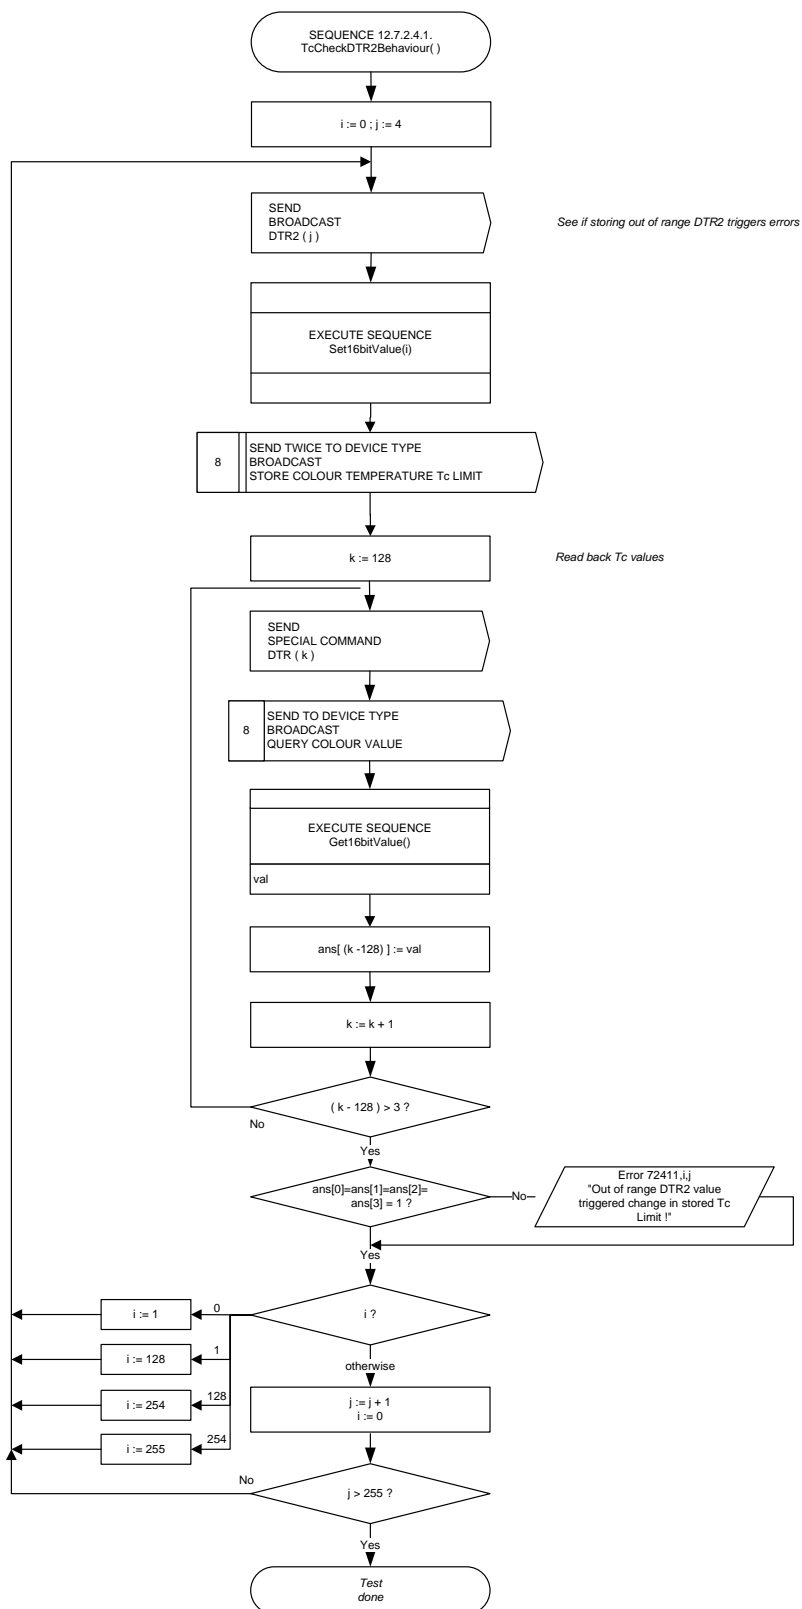 SEQUENCE 12.7.2.4.1.
TcCheckDTR2Behaviour( )
i := 0 ; j := 4
SEND
BROADCAST
DTR2 ( j )
See if storing out of range DTR2 triggers errors
EXECUTE SEQUENCE
Set16bitValue(i)
8
SEND TWICE TO DEVICE TYPE
BROADCAST
STORE COLOUR TEMPERATURE Tc LIMIT
k := 128
Read back Tc values
SEND
SPECIAL COMMAND
DTR ( k )
8
SEND TO DEVICE TYPE
BROADCAST
QUERY COLOUR VALUE
EXECUTE SEQUENCE
Get16bitValue()
val
ans[ (k -128) ] := val
k := k + 1
( k - 128 ) > 3 ?
No
Yes
ans[0]=ans[1]=ans[2]=
ans[3] = 1 ?
No
Error 72411,i,j
"Out of range DTR2 value
triggered change in stored Tc
Limit !"
Yes
i ?
0
i := 1
1
i := 128
128
i := 254
254
i := 255
otherwise
j := j + 1
i := 0
No
j > 255 ?
Yes
Test
done